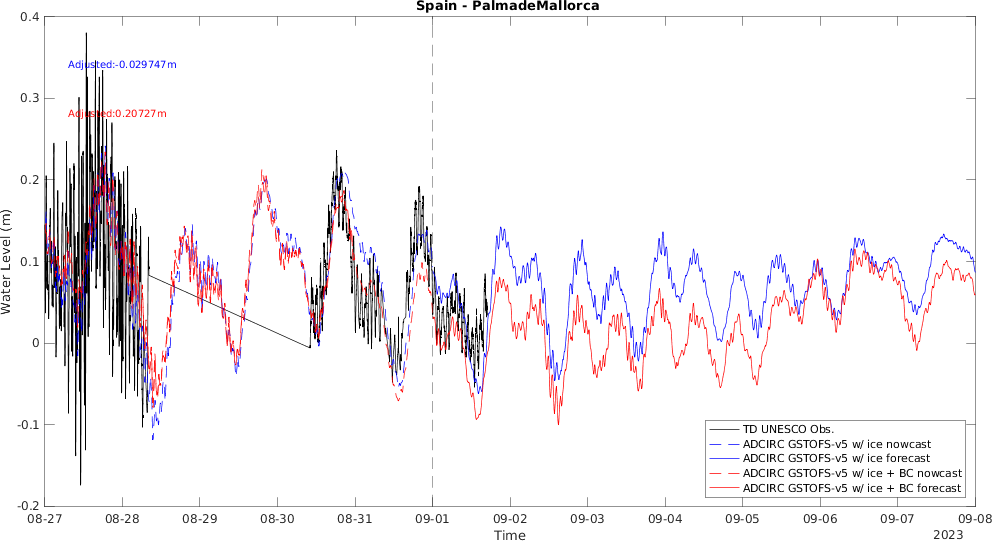 Spain - PalmadeMallorca
0.4
0.3
0.2
0.1
0
-0.1
-0.2
Water Level (m)
Adjusted:-0.029747m
Adjusted:0.20727m
TD UNESCO Obs.
ADCIRC GSTOFS-v5 w/ ice nowcast
ADCIRC GSTOFS-v5 w/ ice forecast
ADCIRC GSTOFS-v5 w/ ice + BC nowcast
ADCIRC GSTOFS-v5 w/ ice + BC forecast
08-27 08-28 08-29 08-30 08-31 09-01 09-02 09-03 09-04 09-05 09-06 09-07 09-08
Time
2023